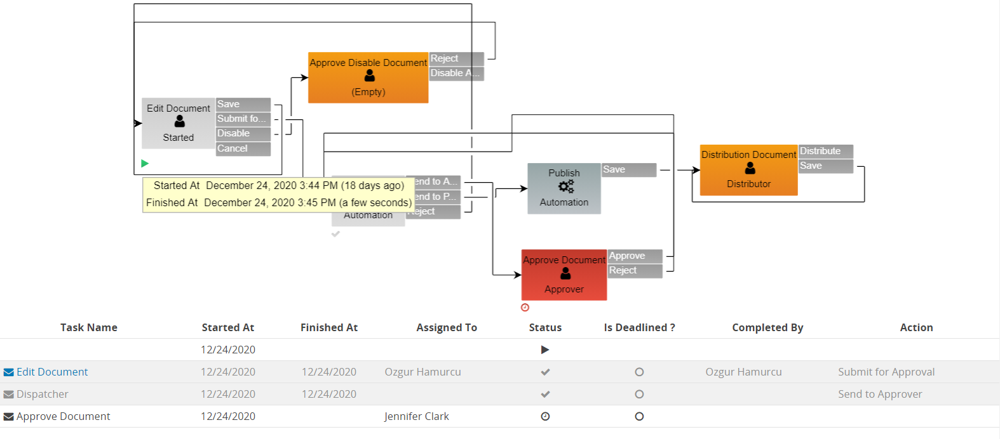 Approve Disable Document
(Empty)
Reject
Disable A...
Edit Document
Started
Save
Submit fo...
Disable
Cancel
Started At December 24, 2020 3:44 PM (18 days ago)
Finished At December 24, 2020 3:45 PM (a few seconds)
Automation
end to A...
end to P...
Reject
Publish
Automation
Save
Distribution Document
Distributor
Distribute
Save
Approve Document
Approver
Approve
Reject
Task Name Started At Finished At Assigned To Status Is Deadlined ? Completed By Action
12/24/2020
Edit Document 12/24/2020 12/24/2020 Ozgur Hamurcu Ozgur Hamurcu Submit for Approval
Dispatcher 12/24/2020 12/24/2020 Send to Approver
Approve Document 12/24/2020 Jennifer Clark